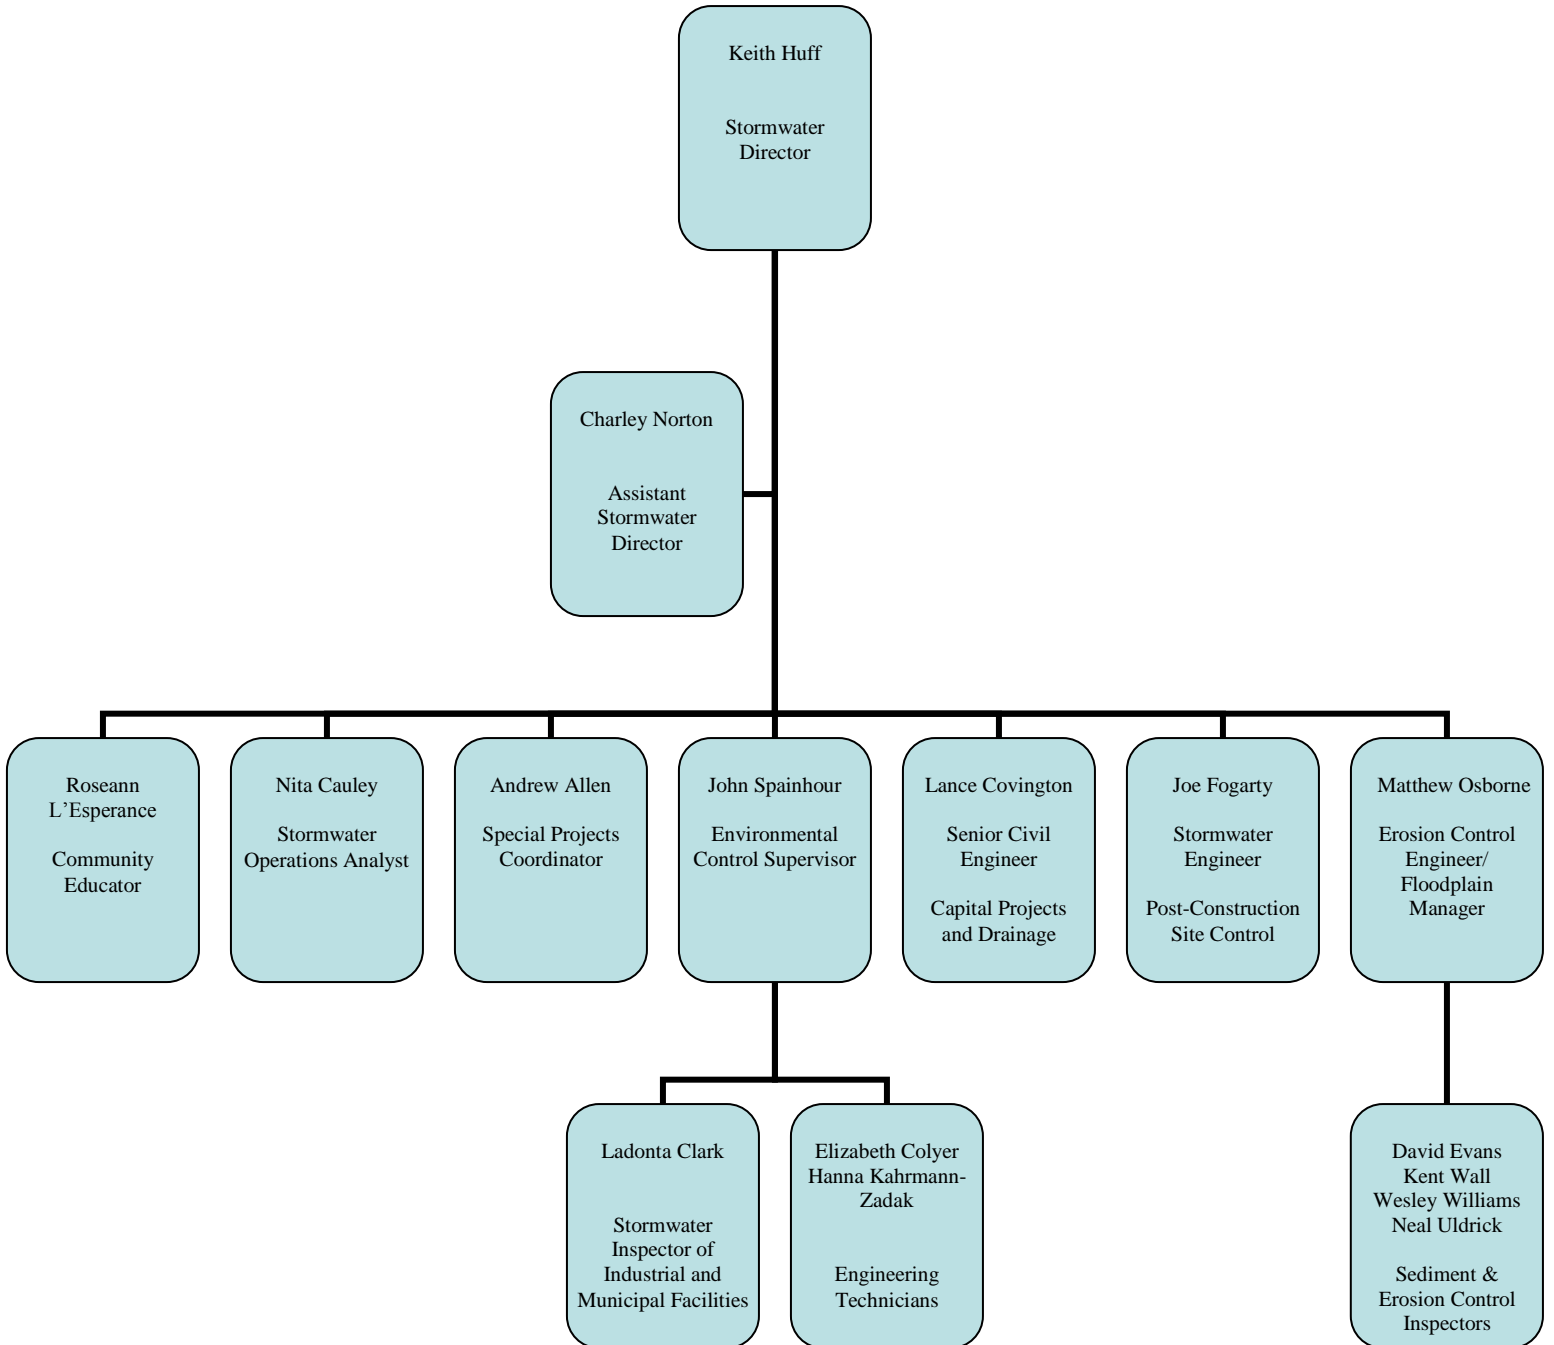 Keith Huff
Stormwater
Director
Charley Norton
Assistant
Stormwater
Director
Roseann
L’Esperance
Community
Educator
Nita Cauley
Stormwater
Operations Analyst
Andrew Allen
Special Projects
Coordinator
John Spainhour
Environmental
Control Supervisor
Lance Covington
Senior Civil
Engineer
Capital Projects
and Drainage
Joe Fogarty
Stormwater
Engineer
Post-Construction
Site Control
Matthew Osborne
Erosion Control
Engineer/
Floodplain
Manager
Ladonta Clark
Stormwater
Inspector of
Industrial and
Municipal Facilities
Elizabeth Colyer
Hanna Kahrmann-
Zadak
Engineering
Technicians
David Evans
Kent Wall
Wesley Williams
Neal Uldrick
Sediment &
Erosion Control
Inspectors